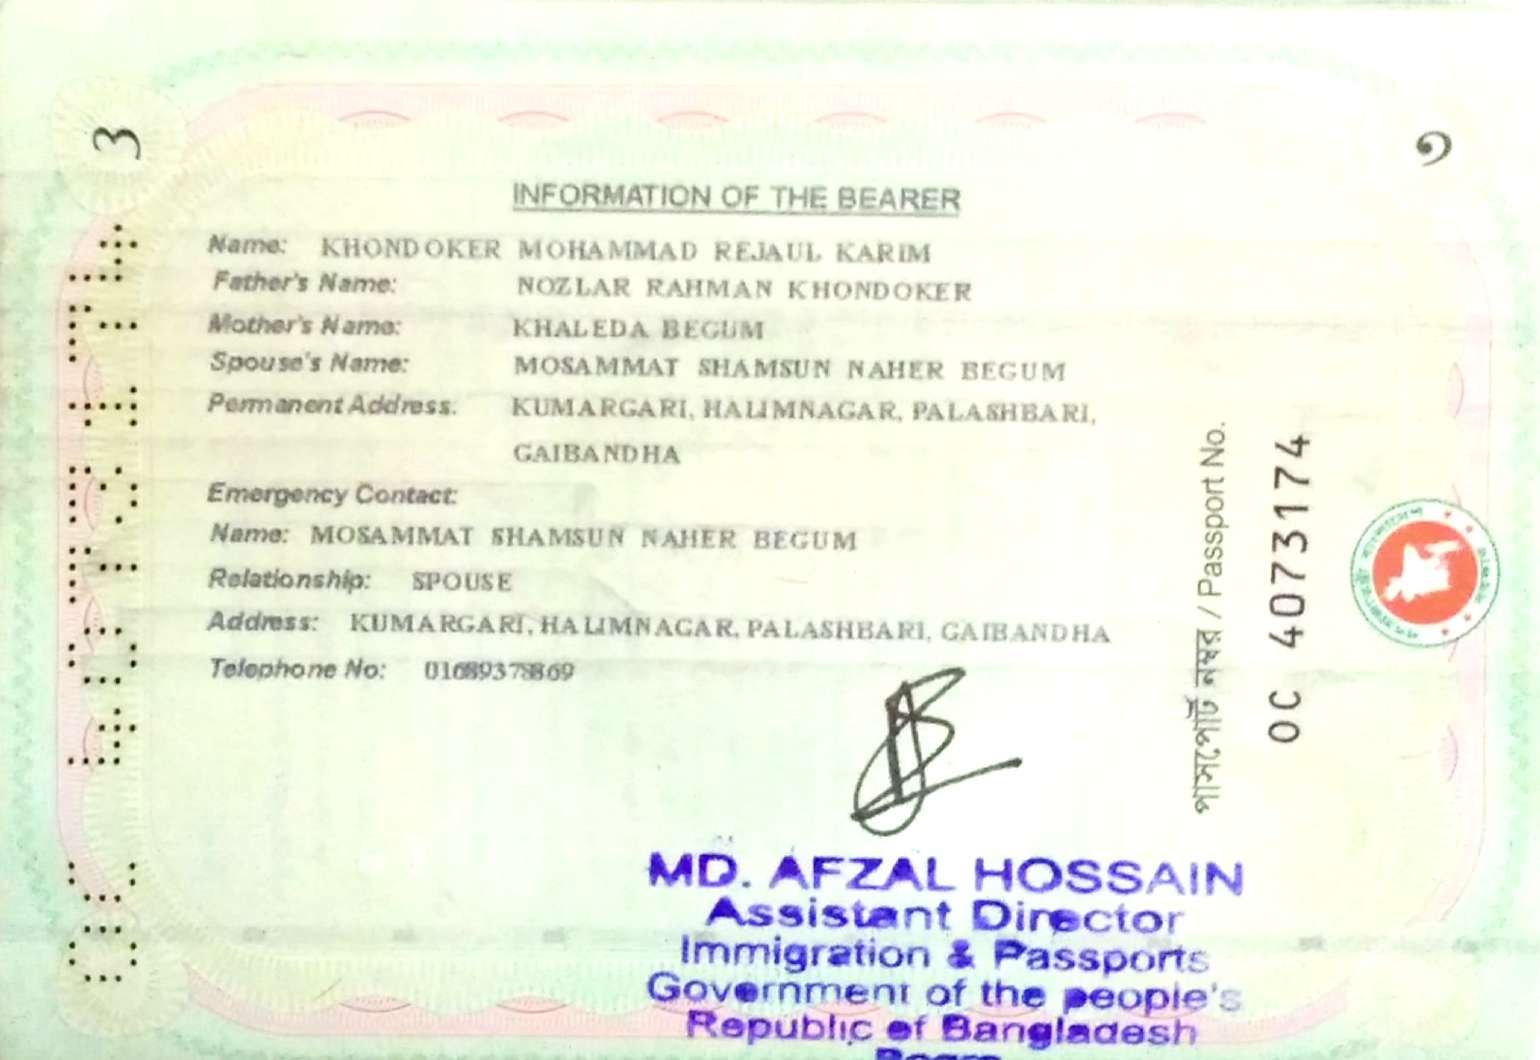 3
১
INFORMATION OF THE BEARER
Name: KHONDOKER MOHAMMAD REJAUL KARIM
Father's Name: NOZLAR RAHMAN KHONDOKER
Mother's Name: KHALEDA BEGUM
Spouse's Name: MOSAMMAT SHAMSUN NAHER BEGUM
Permanent Address: KUMARGARI, HALIMNAGAR, PALASHBARI,
GAIBANDHA
Emergency Contact:
Name: MOSAMMAT SHAMSUN NAHER BEGUM
Relationship: SPOUSE
Address: KUMARGARI, HALIMNAGAR, PALASHBARI, GAIBANDHA
Telephone No: 01689378869
পাসপোর্ট নম্বর / Passport No.
OC 4073174
MD. AFZAL HOSSAIN
Assistant Director
Immigration & Passports
Government of the people's
Republic of Bangladesh